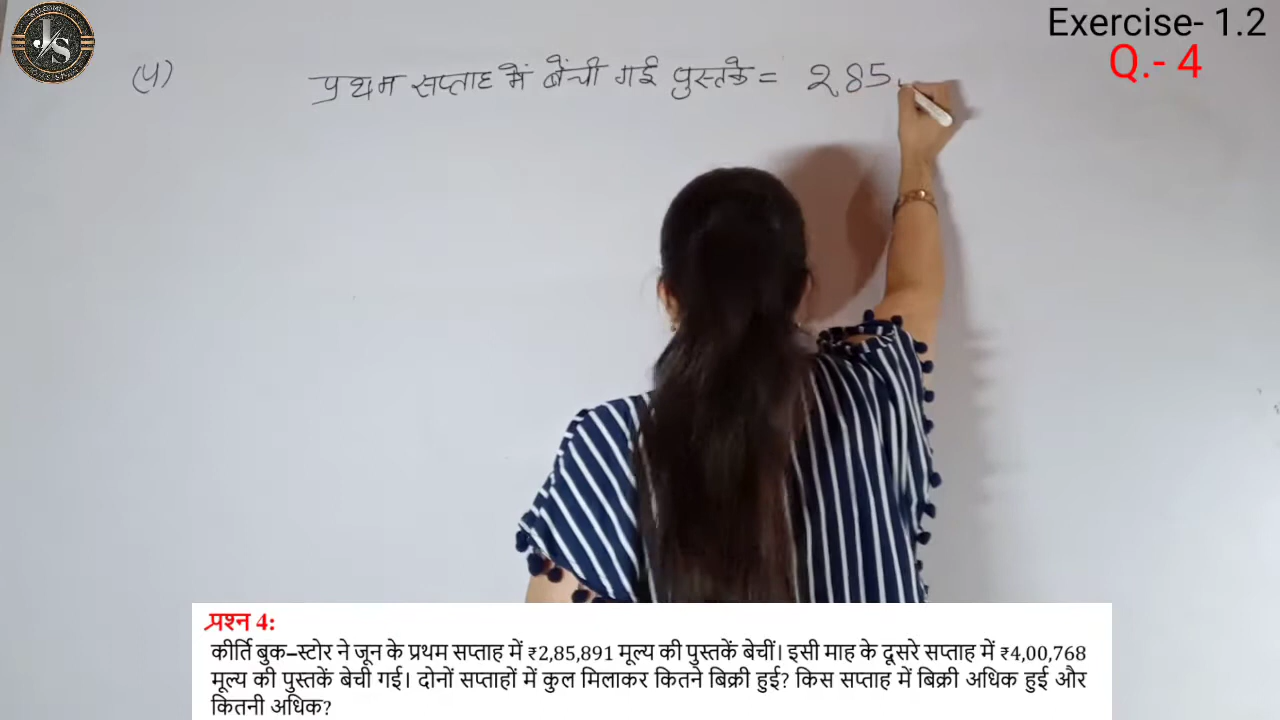 WELCOME
J/S
Exercise- 1.2
Q.- 4
(4) प्रथम सप्ताह में बेंची गई पुस्तके = 285,
प्रश्न 4:
कीर्ति बुक–स्टोर ने जून के प्रथम सप्ताह में ₹2,85,891 मूल्य की पुस्तकें बेचीं। इसी माह के दूसरे सप्ताह में ₹4,00,768
मूल्य की पुस्तकें बेची गई। दोनों सप्ताहों में कुल मिलाकर कितने बिक्री हुई? किस सप्ताह में बिक्री अधिक हुई और
कितनी अधिक?